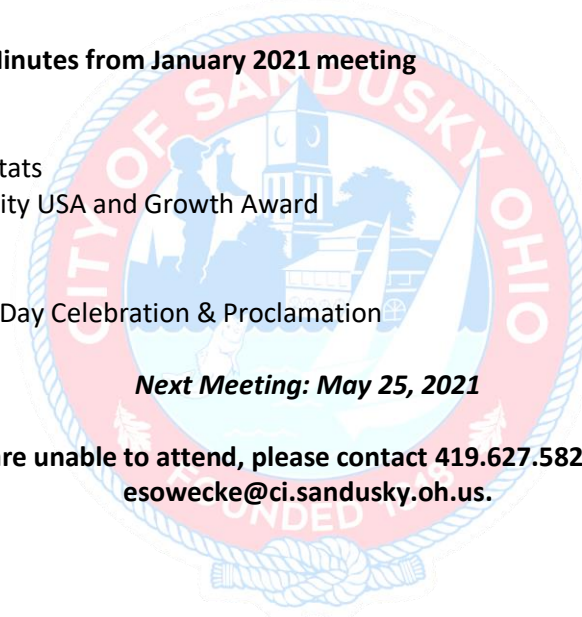 CITY OF SANDUSKY OHIO
Minutes from January 2021 meeting
tats
ity USA and Growth Award
Day Celebration & Proclamation
Next Meeting: May 25, 2021
are unable to attend, please contact 419.627.582
esowecke@ci.sandusky.oh.us.
FOUNDED